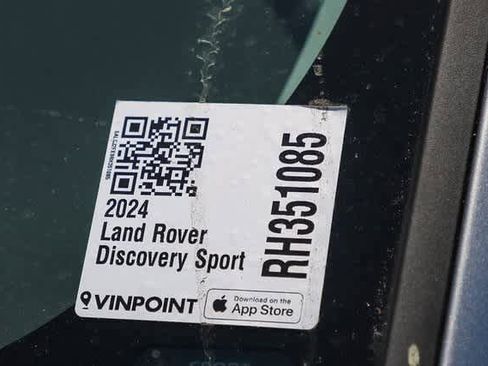 2024
Land Rover
Discovery Sport
RH351085
VINPOINT
Download on the
App Store